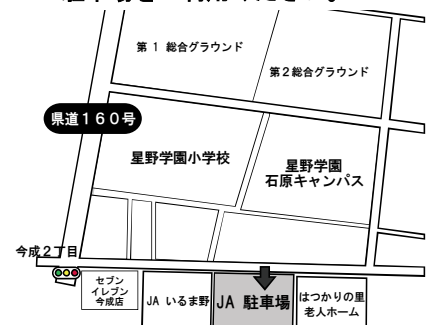 第１ 総合グラウンド
第２総合グラウンド
県道１６０号
星野学園小学校
星野学園
石原キャンパス
今成２丁目
セブン
イレブン
今成店
JA いるま野
JA 駐車場
はつかりの里
老人ホーム